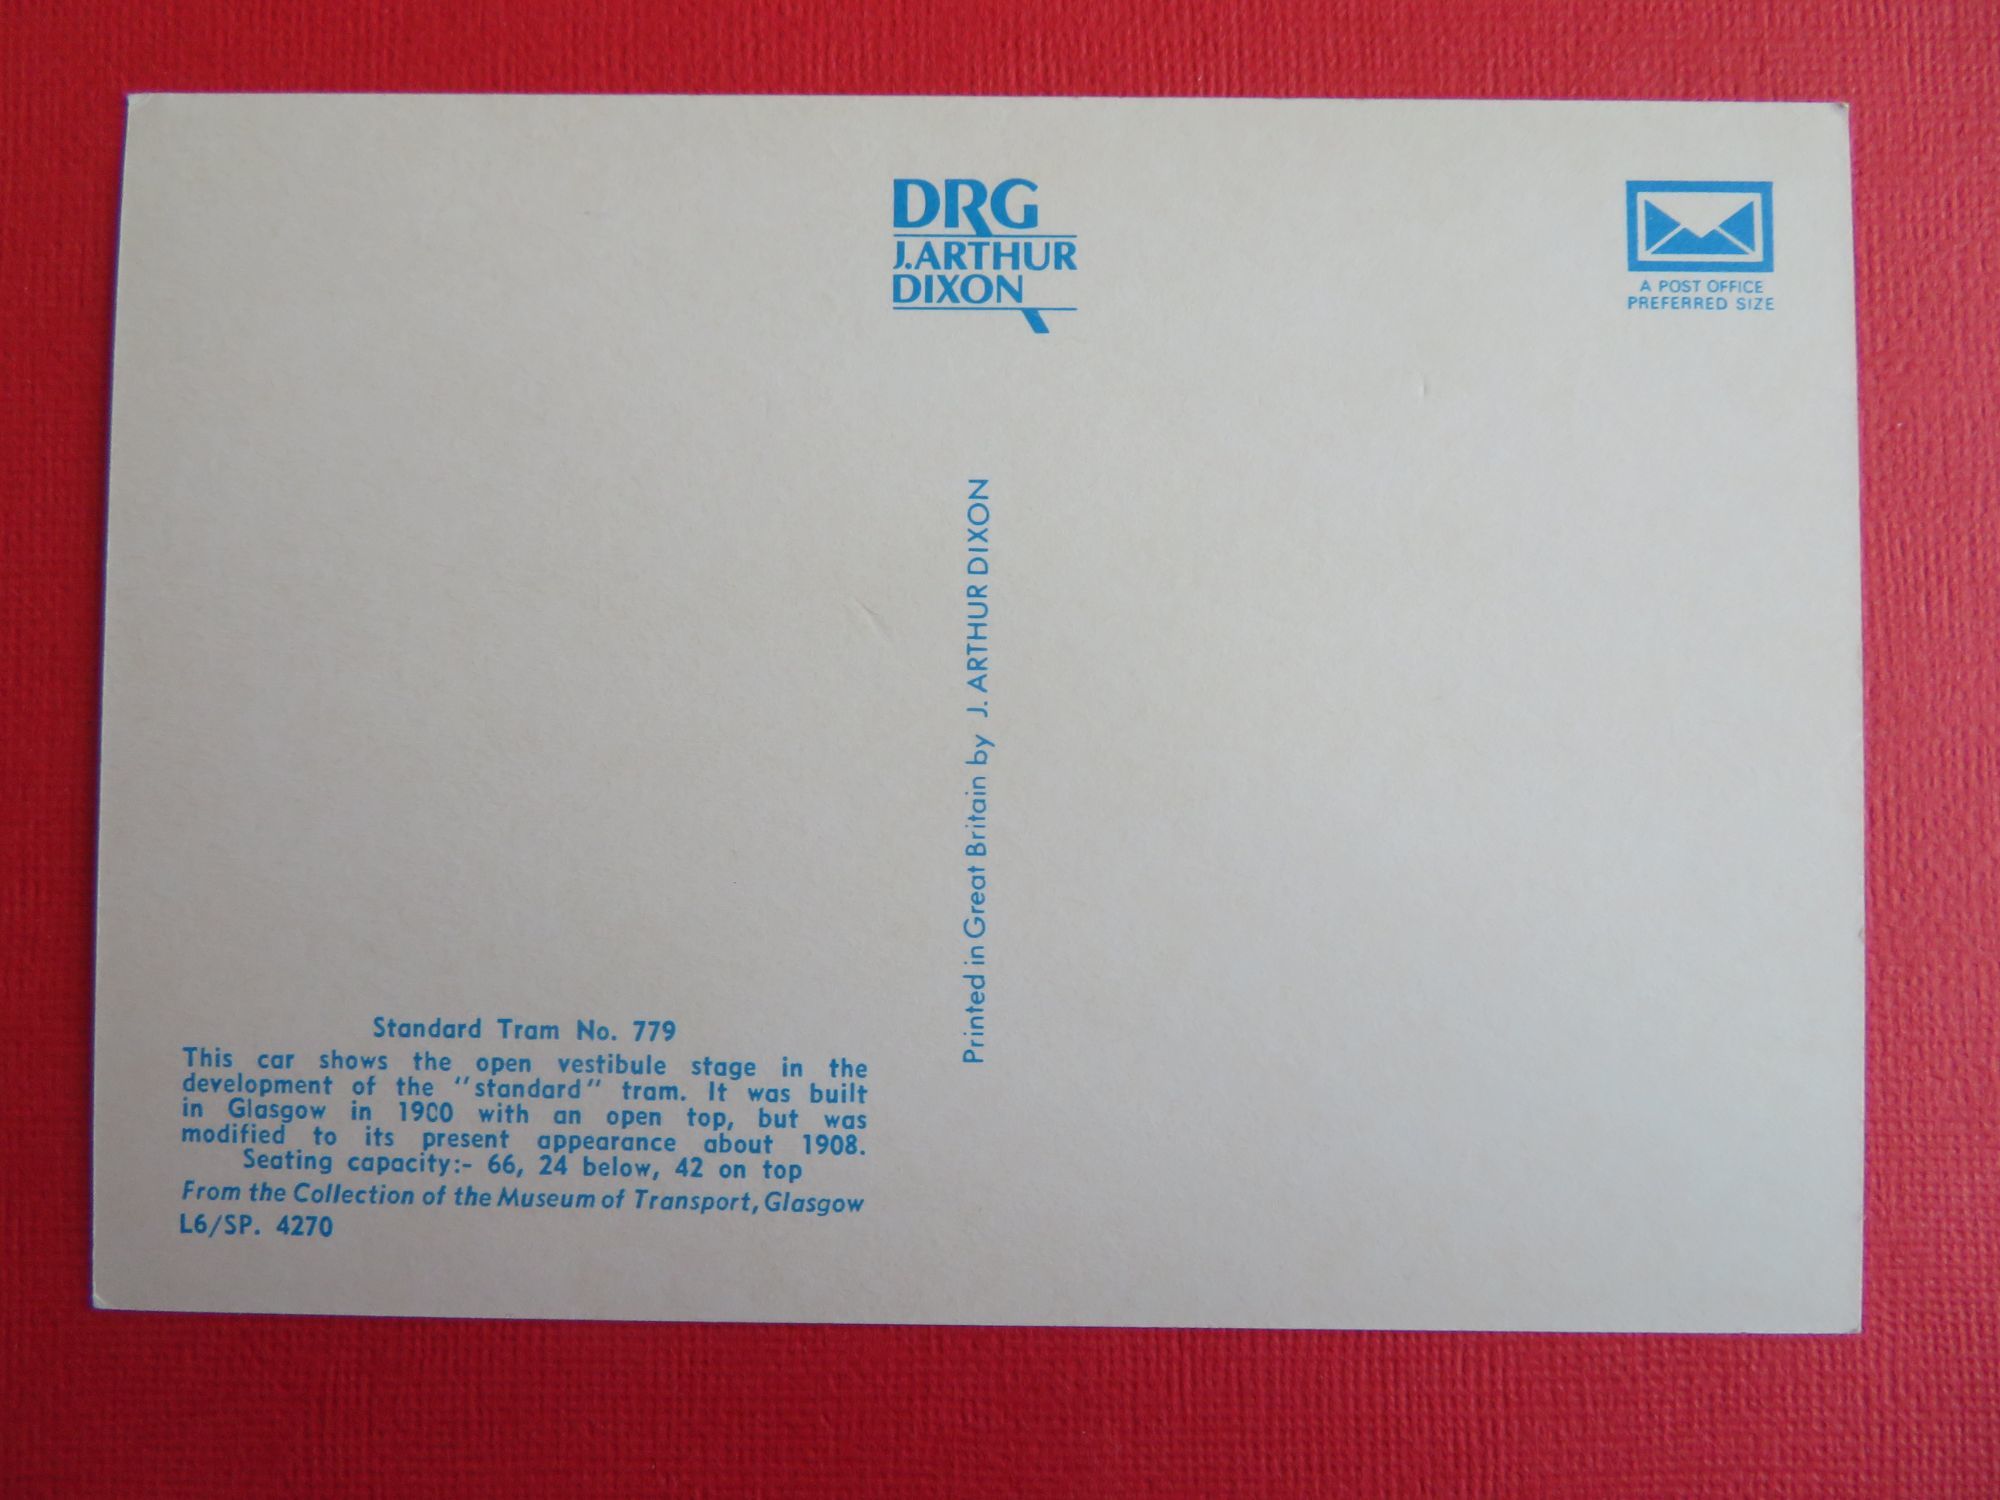 DRG
J.ARTHUR
DIXON
A POST OFFICE
PREFERRED SIZE
Printed in Great Britain by J. ARTHUR DIXON
Standard Tram No. 779
This car shows the open vestibule stage in the
development of the "standard" tram. It was built
in Glasgow in 1900 with an open top, but was
modified to its present appearance about 1908.
Seating capacity:- 66, 24 below, 42 on top
From the Collection of the Museum of Transport, Glasgow
L6/SP. 4270